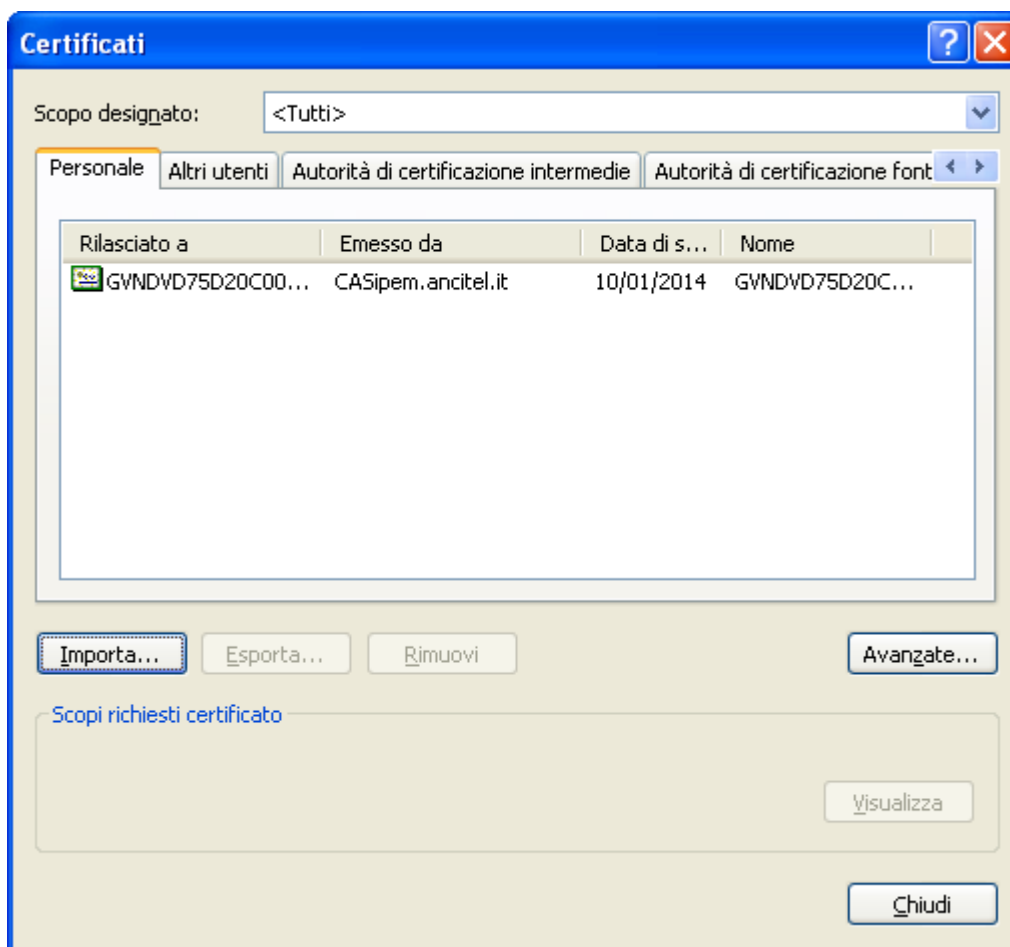 Certificati
Scopo designato: <Tutti>
Personale Altri utenti Autorità di certificazione intermedie Autorità di certificazione font
Rilasciato a Emesso da Data di s... Nome
GVNDVD75D20C00... CASipem.ancitel.it 10/01/2014 GVNDVD75D20C...
Importa... Esporta... Rimuovi Avanzate...
Scopi richiesti certificato
Visualizza
Chiudi